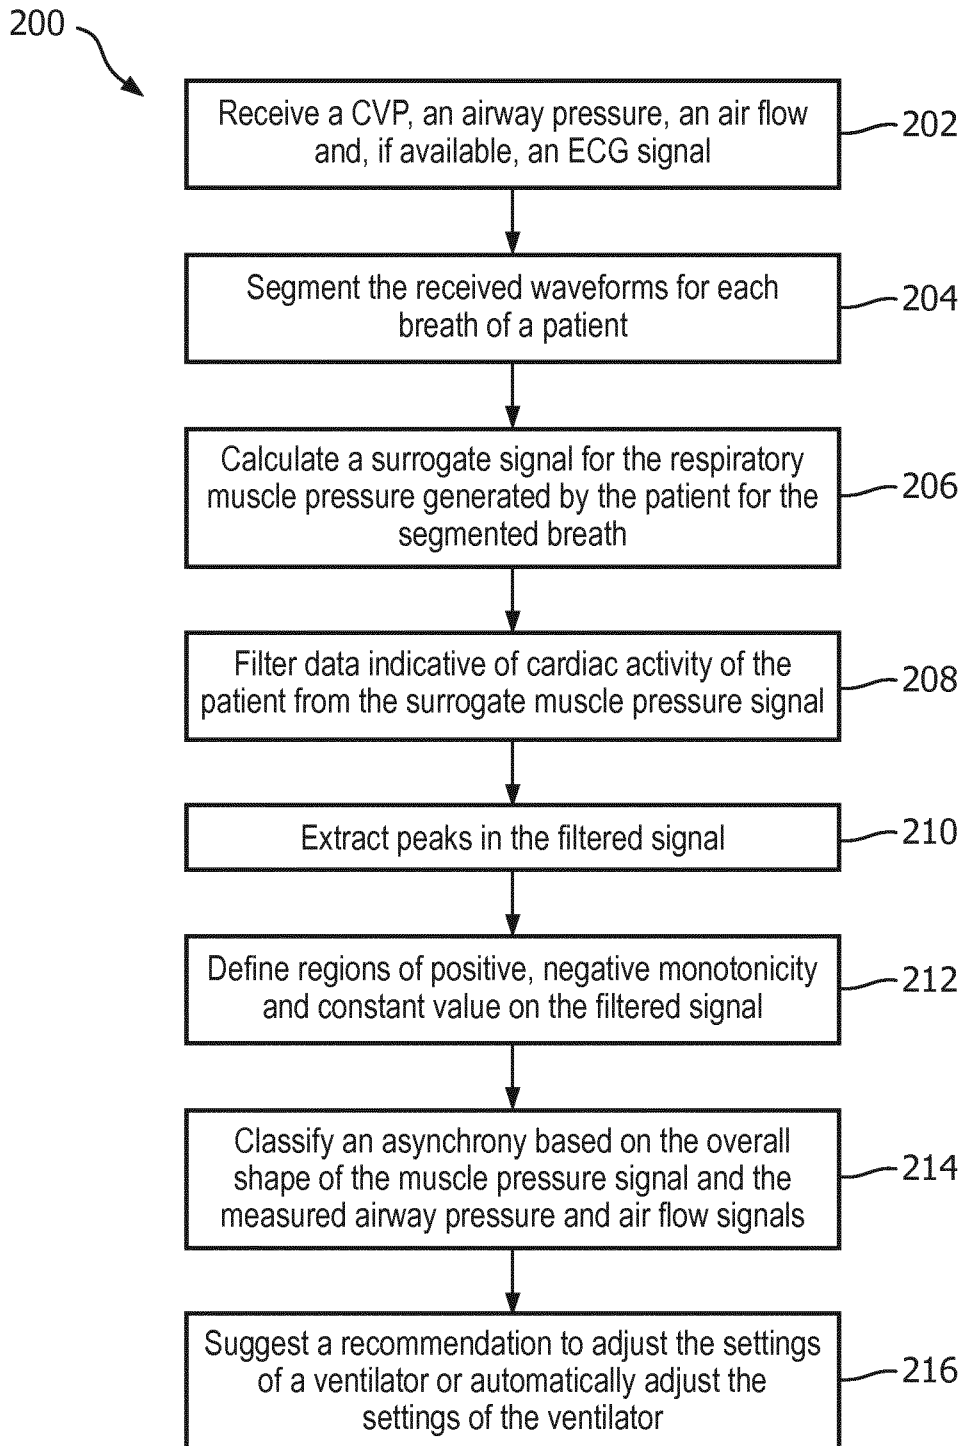 200
Receive a CVP, an airway pressure, an air flow
and, if available, an ECG signal
202
Segment the received waveforms for each
breath of a patient
204
Calculate a surrogate signal for the respiratory
muscle pressure generated by the patient for the
segmented breath
206
Filter data indicative of cardiac activity of the
patient from the surrogate muscle pressure signal
208
Extract peaks in the filtered signal
210
Define regions of positive, negative monotonicity
and constant value on the filtered signal
212
Classify an asynchrony based on the overall
shape of the muscle pressure signal and the
measured airway pressure and air flow signals
214
Suggest a recommendation to adjust the settings
of a ventilator or automatically adjust the
settings of the ventilator
216